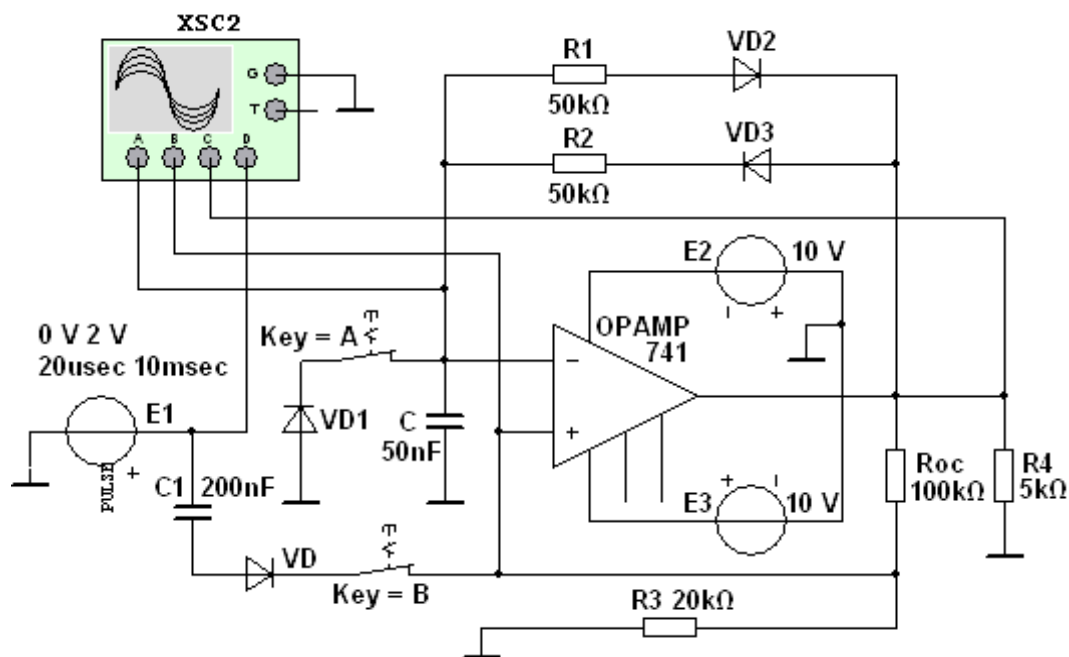 XSC2
G
T
A B C D
R1
50kΩ
VD2
R2
50kΩ
VD3
E2
10 V
0 V 2 V
20usec 10msec
Key = A
OPAMP
741
E1
VD1
C
50nF
PULSE
C1
200nF
E3
10 V
Roc
100kΩ
R4
5kΩ
VD
Key = B
R3 20kΩ